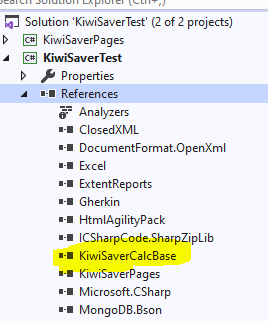 Search Solution Explorer (Ctrl+;)
Solution 'KiwiSaverTest' (2 of 2 projects)
C# KiwiSaverPages
C# KiwiSaverTest
Properties
References
Analyzers
ClosedXML
DocumentFormat.OpenXml
Excel
ExtentReports
Gherkin
HtmlAgilityPack
ICSharpCode.SharpZipLib
KiwiSaverCalcBase
KiwiSaverPages
Microsoft.CSharp
MongoDB.Bson